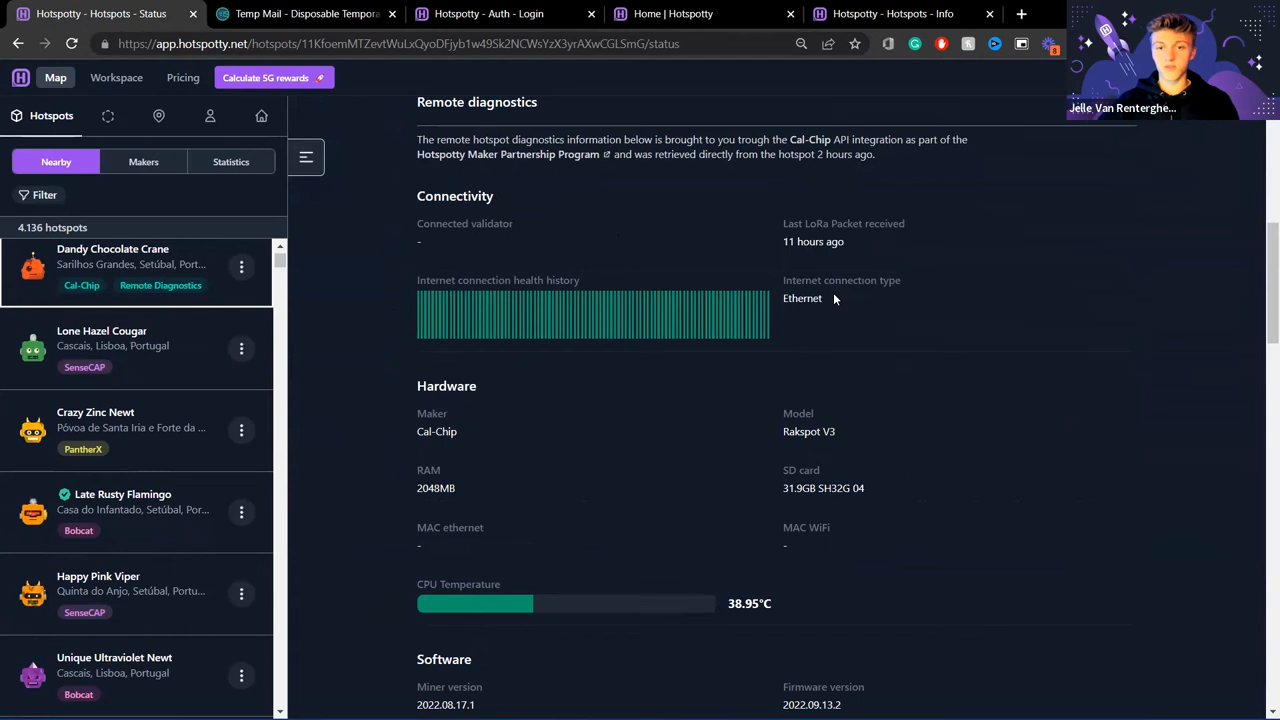 Hotspotty - Hotspots - Status
Temp Mail - Disposable Tempora
Hotspotty - Auth - Login
Home | Hotspotty
Hotspotty - Hotspots - Info
8
Jelle Van Renterghe...
Map
Workspace
Pricing
Calculate 5G rewards
Hotspots
Nearby
Makers
Statistics
Filter
4.136 hotspots
Dandy Chocolate Crane
Sarilhos Grandes, Setúbal, Port...
Cal-Chip
Remote Diagnostics
Lone Hazel Cougar
Cascais, Lisboa, Portugal
SenseCAP
Crazy Zinc Newt
Póvoa de Santa Iria e Forte da ...
PantherX
Late Rusty Flamingo
Casa do Infantado, Setúbal, Por...
Bobcat
Happy Pink Viper
Quinta do Anjo, Setúbal, Portu...
SenseCAP
Unique Ultraviolet Newt
Cascais, Lisboa, Portugal
Bobcat
Remote diagnostics
The remote hotspot diagnostics information below is brought to you trough the Cal-Chip API integration as part of the
Hotspotty Maker Partnership Program and was retrieved directly from the hotspot 2 hours ago.
Connectivity
Connected validator
-
Last LoRa Packet received
11 hours ago
Internet connection health history
Internet connection type
Ethernet
Hardware
Maker
Cal-Chip
Model
Rakspot V3
RAM
2048MB
SD card
31.9GB SH32G 04
MAC ethernet
-
MAC WiFi
-
CPU Temperature
38.95°C
Software
Miner version
2022.08.17.1
Firmware version
2022.09.13.2